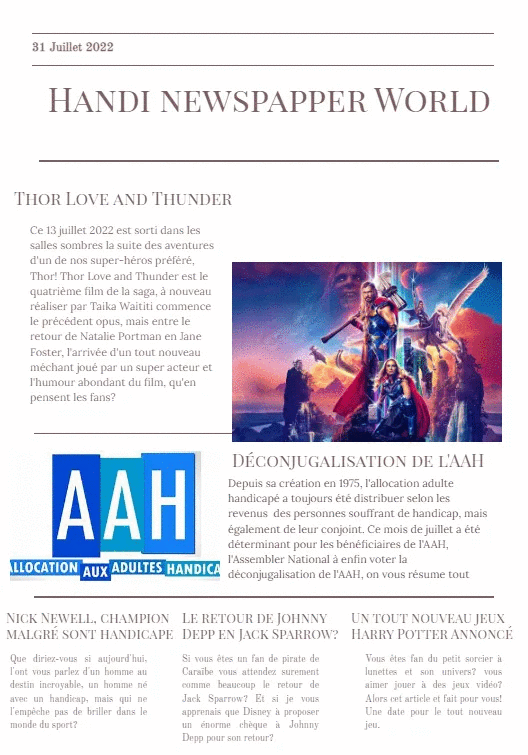 31 Juillet 2022
Handi newspapper World
Thor Love and Thunder
Ce 13 juillet 2022 est sorti dans les
salles sombres la suite des aventures
d'un de nos super-héros préféré,
Thor! Thor Love and Thunder est le
quatrième film de la saga, à nouveau
réaliser par Taika Waititi commence
le précédent opus, mais entre le
retour de Natalie Portman en Jane
Foster, l'arrivée d'un tout nouveau
méchant joué par un super acteur et
l'humour abondant du film, qu'en
pensent les fans?
AAH
ALLOCATION AUX ADULTES HANDICA
Déconjugalisation de l'AAH
Depuis sa création en 1975, l'allocation adulte
handicapé a toujours été distribuer selon les
revenus des personnes souffrant de handicap, mais
également de leur conjoint. Ce mois de juillet a été
déterminant pour les bénéficiaires de l'AAH,
l'Assembler National à enfin voter la
déconjugalisation de l'AAH, on vous résume tout
Nick Newell, champion
malgré sont handicape
Que diriez-vous si aujourd'hui,
l'ont vous parlez d'un homme au
destin incroyable, un homme né
avec un handicap, mais qui ne
l'empêche pas de briller dans le
monde du sport?
Le retour de Johnny
Depp en Jack Sparrow?
Si vous êtes un fan de pirate de
Caraïbe vous attendez surement
comme beaucoup le retour de
Jack Sparrow? Et si je vous
apprenais que Disney à proposer
un énorme chèque à Johnny
Depp pour son retour?
Un tout nouveau jeux
Harry Potter Annoncé
Vous êtes fan du petit sorcier à
lunettes et son univers? vous
aimer jouer à des jeux vidéo?
Alors cet article et fait pour vous!
Une date pour le tout nouveau
jeu.